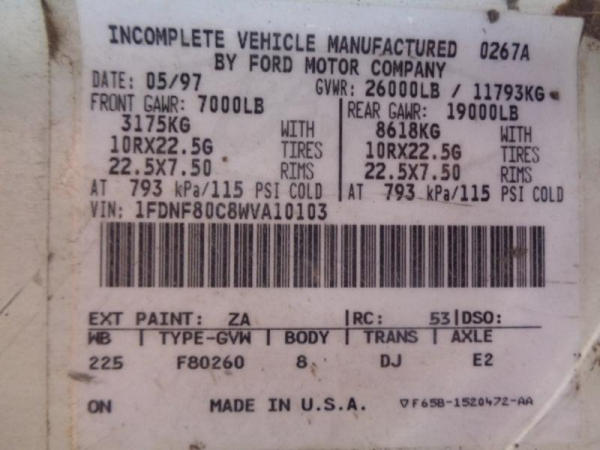 INCOMPLETE VEHICLE MANUFACTURED 0267A
BY FORD MOTOR COMPANY
DATE: 05/97 GVWR: 26000LB / 11793KG
FRONT GAWR: 7000LB REAR GAWR: 19000LB
3175KG WITH 8618KG WITH
10RX22.5G TIRES 10RX22.5G TIRES
22.5X7.50 RIMS 22.5X7.50 RIMS
AT 793 kPa/115 PSI COLD AT 793 kPa/115 PSI COLD
VIN: 1FDNF80C8WVA10103
EXT PAINT: ZA RC: 53 DSO:
WB TYPE-GVW BODY TRANS AXLE
225 F80260 8 DJ E2
ON MADE IN U.S.A. ▽F65B-1520472-AA